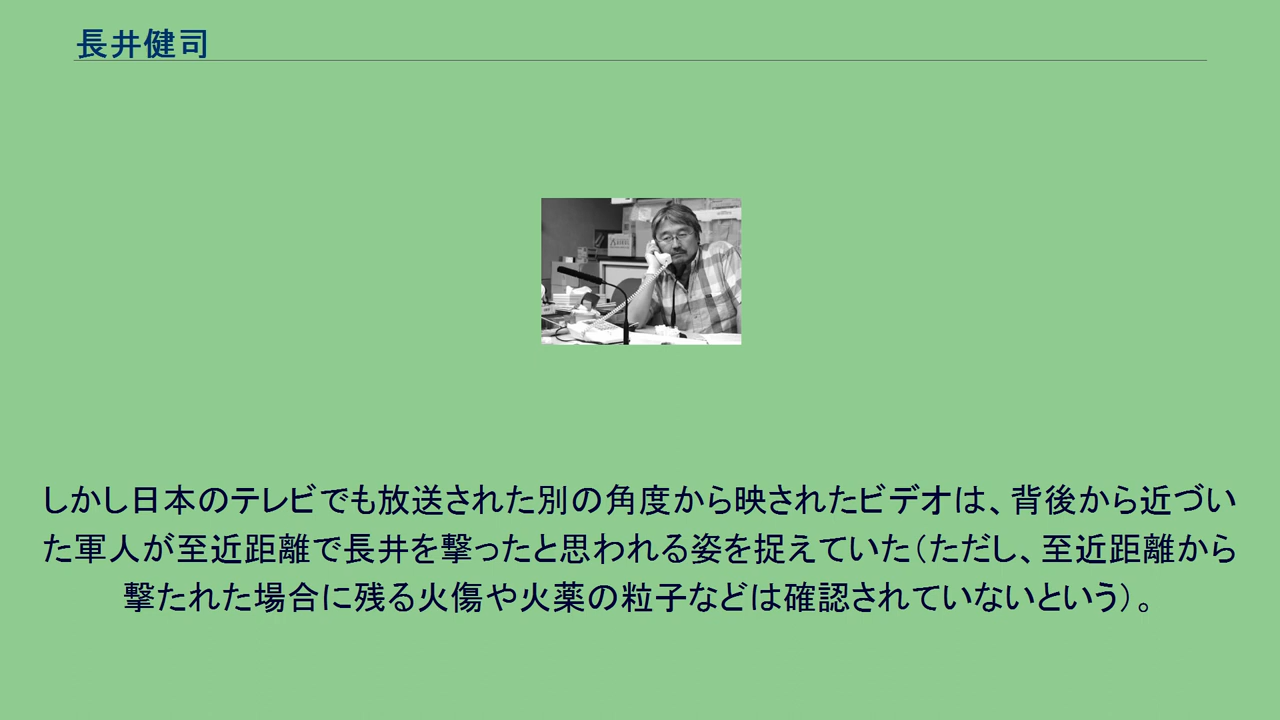 長井健司
しかし日本のテレビでも放送された別の角度から映されたビデオは、背後から近づい
た軍人が至近距離で長井を撃ったと思われる姿を捉えていた（ただし、至近距離から
撃たれた場合に残る火傷や火薬の粒子などは確認されていないという）。